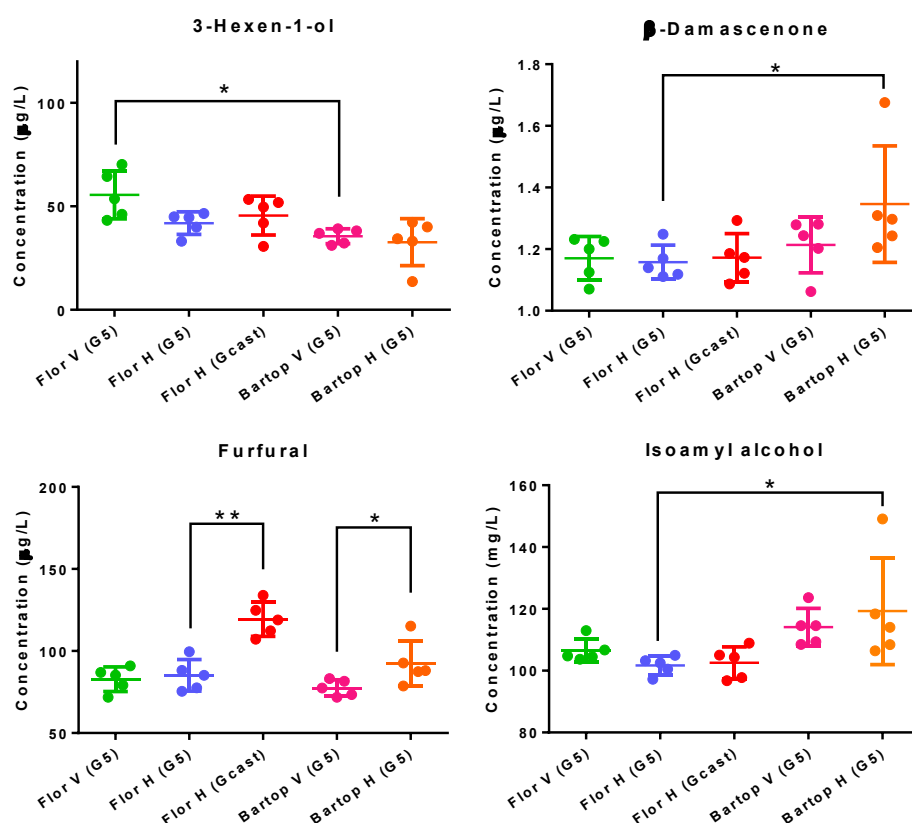 3-Hexen-1-ol
Concentration (μg/L)
100
50
0
*
Flor V (G5)
Flor H (G5)
Flor H (Gcast)
Bartop V (G5)
Bartop H (G5)
β-Damascenone
Concentration (μg/L)
1.8
1.6
1.4
1.2
1.0
*
Flor V (G5)
Flor H (G5)
Flor H (Gcast)
Bartop V (G5)
Bartop H (G5)
Furfural
Concentration (μg/L)
200
150
100
50
**
*
Flor V (G5)
Flor H (G5)
Flor H (Gcast)
Bartop V (G5)
Bartop H (G5)
Isoamyl alcohol
Concentration (mg/L)
160
140
120
100
80
*
Flor V (G5)
Flor H (G5)
Flor H (Gcast)
Bartop V (G5)
Bartop H (G5)